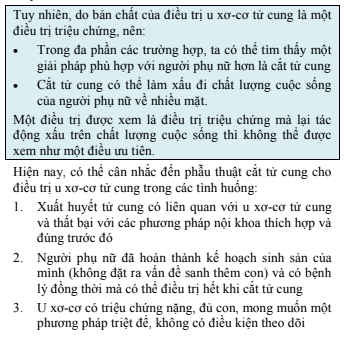 Tuy nhiên, do bản chất của điều trị u xơ-cơ tử cung là một
điều trị triệu chứng, nên:
• Trong đa phần các trường hợp, ta có thể tìm thấy một
giải pháp phù hợp với người phụ nữ hơn là cắt tử cung
• Cắt tử cung có thể làm xấu đi chất lượng cuộc sống
của người phụ nữ về nhiều mặt.
Một điều trị được xem là điều trị triệu chứng mà lại tác
động xấu trên chất lượng cuộc sống thì không thể được
xem như một điều ưu tiên.
Hiện nay, có thể cân nhắc đến phẫu thuật cắt tử cung cho
điều trị u xơ-cơ tử cung trong các tình huống:
1. Xuất huyết tử cung có liên quan với u xơ-cơ tử cung
và thất bại với các phương pháp nội khoa thích hợp và
đúng trước đó
2. Người phụ nữ đã hoàn thành kế hoạch sinh sản của
mình (không đặt ra vấn đề sanh thêm con) và có bệnh
lý đồng thời mà có thể điều trị hết khi cắt tử cung
3. U xơ-cơ có triệu chứng nặng, đủ con, mong muốn một
phương pháp triệt để, không có điều kiện theo dõi